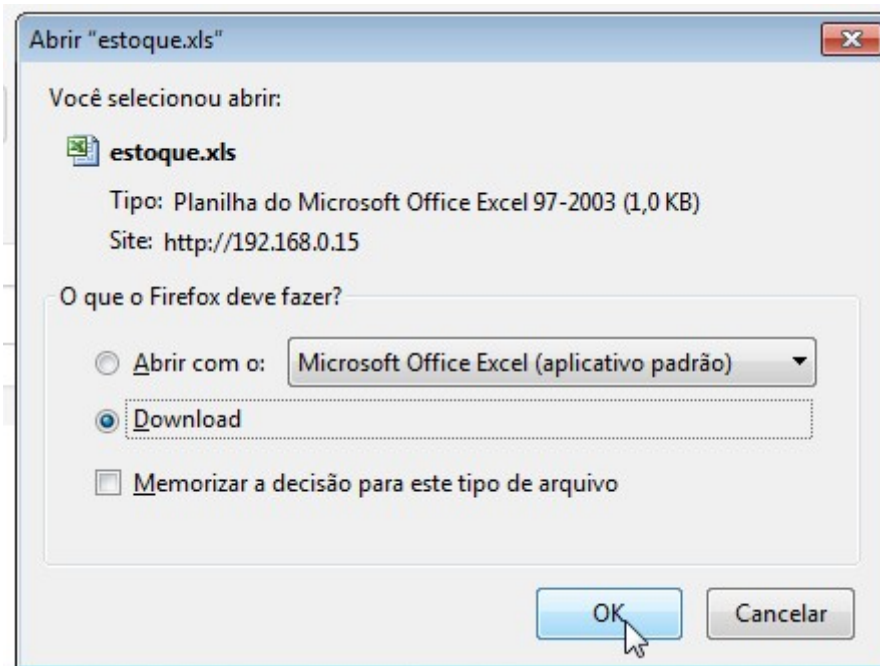 Abrir "estoque.xls"
Você selecionou abrir:
estoque.xls
Tipo: Planilha do Microsoft Office Excel 97-2003 (1,0 KB)
Site: http://192.168.0.15
O que o Firefox deve fazer?
Abrir com o: Microsoft Office Excel (aplicativo padrão)
Download
Memorizar a decisão para este tipo de arquivo
OK Cancelar